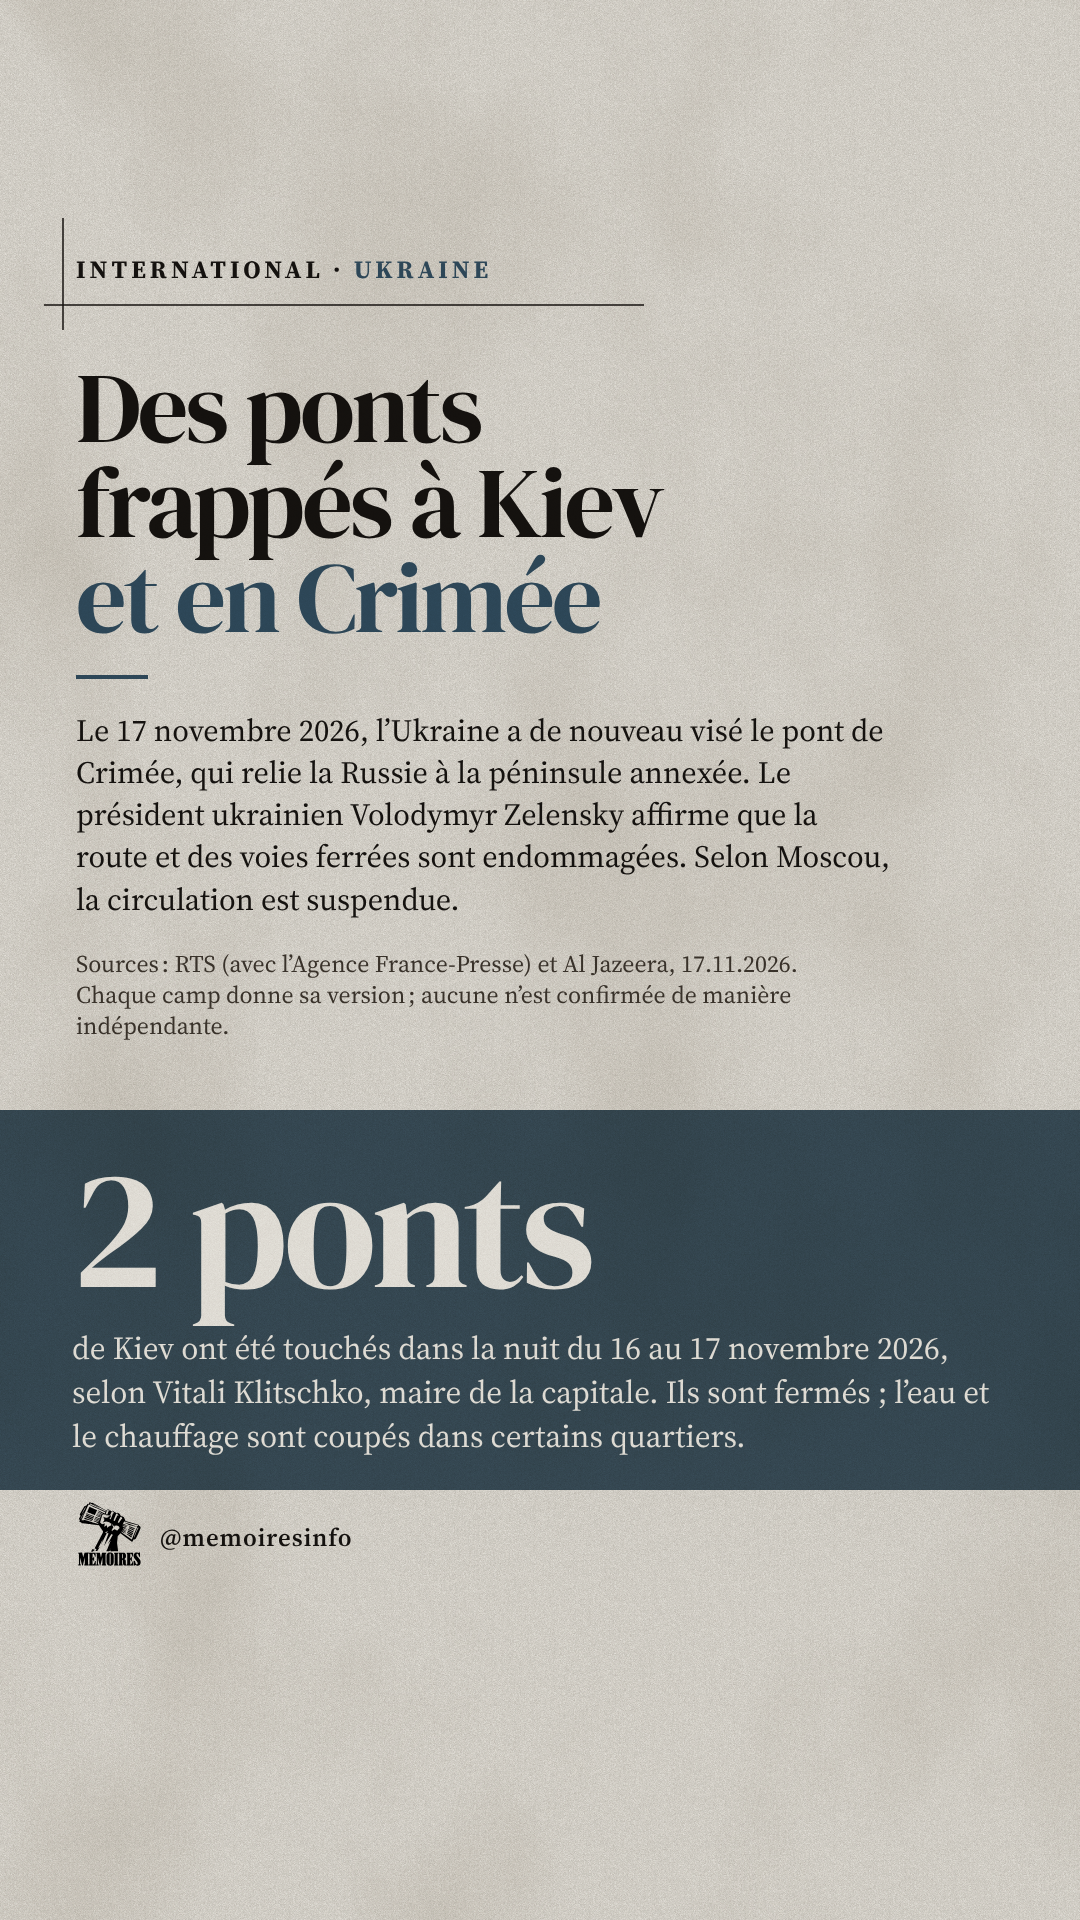 INTERNATIONAL · UKRAINE
Des ponts
frappés à Kiev
et en Crimée
Le 17 novembre 2026, l’Ukraine a de nouveau visé le pont de
Crimée, qui relie la Russie à la péninsule annexée. Le
président ukrainien Volodymyr Zelensky affirme que la
route et des voies ferrées sont endommagées. Selon Moscou,
la circulation est suspendue.
Sources : RTS (avec l’Agence France-Presse) et Al Jazeera, 17.11.2026.
Chaque camp donne sa version ; aucune n’est confirmée de manière
indépendante.
2 ponts
de Kiev ont été touchés dans la nuit du 16 au 17 novembre 2026,
selon Vitali Klitschko, maire de la capitale. Ils sont fermés ; l’eau et
le chauffage sont coupés dans certains quartiers.
MÉMOIRES
@memoiresinfo